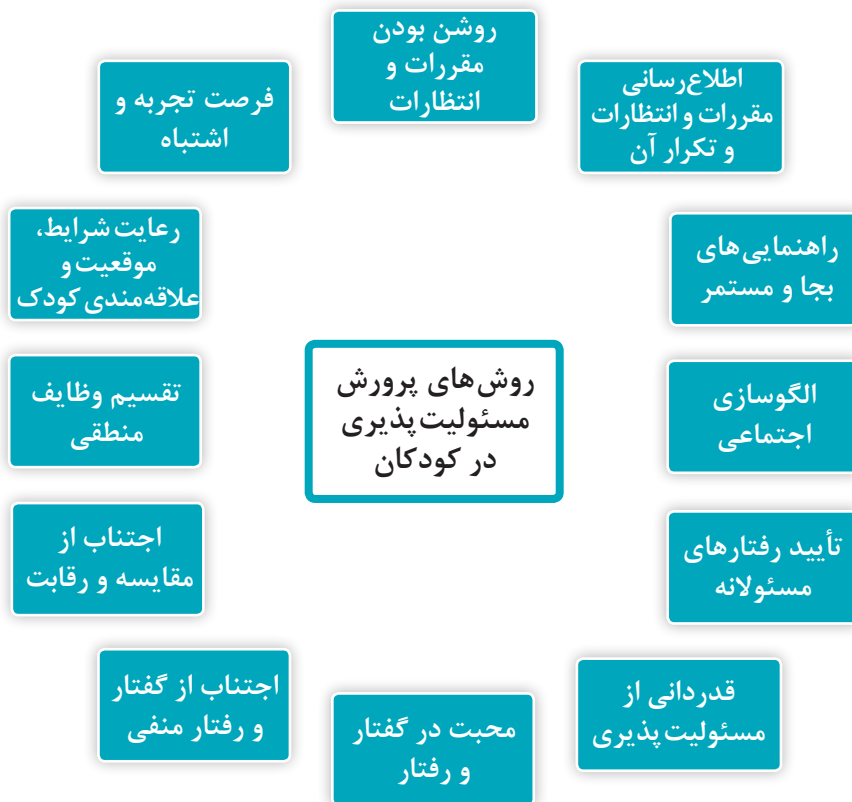 روش‌های پرورش
مسئولیت‌پذیری
در کودکان
روشن بودن
مقررات و
انتظارات
اطلاع‌رسانی
مقررات و انتظارات
و تکرار آن
راهنمایی‌های
بجا و مستمر
الگوسازی
اجتماعی
تأیید رفتارهای
مسئولانه
قدردانی از
مسئولیت‌پذیری
محبت در گفتار
و رفتار
اجتناب از گفتار
و رفتار منفی
اجتناب از
مقایسه و رقابت
تقسیم وظایف
منطقی
رعایت شرایط،
موقعیت و
علاقه‌مندی کودک
فرصت تجربه و
اشتباه